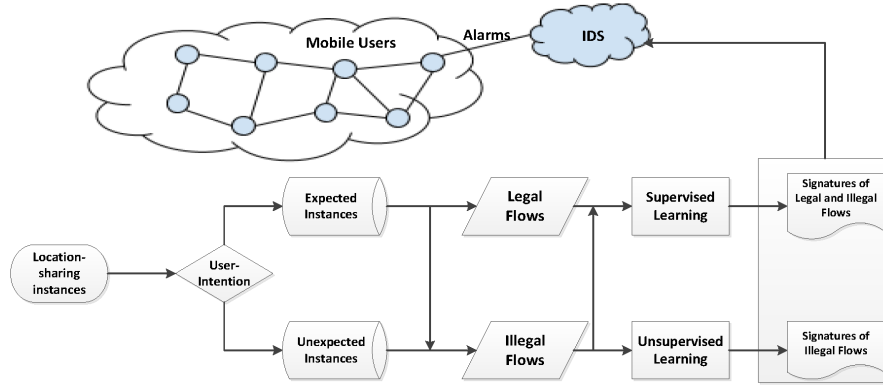 Mobile Users
Alarms
IDS
Expected
Instances
Legal
Flows
Supervised
Learning
Signatures of
Legal and Illegal
Flows
Location-
sharing
instances
User-
Intention
Unexpected
Instances
Illegal
Flows
Unsupervised
Learning
Signatures of
Illegal Flows